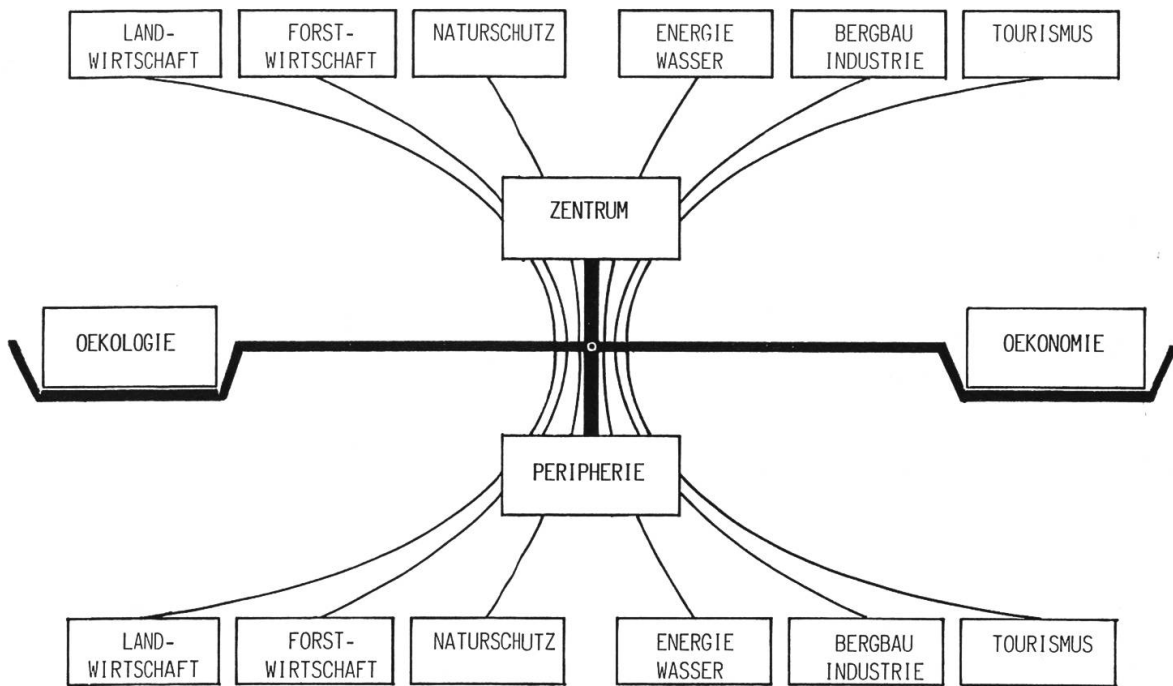 LAND-
WIRTSCHAFT
FORST-
WIRTSCHAFT
NATURSCHUTZ
ENERGIE
WASSER
BERGBAU
INDUSTRIE
TOURISMUS
ZENTRUM
OEKOLOGIE
OEKONOMIE
PERIPHERIE
LAND-
WIRTSCHAFT
FORST-
WIRTSCHAFT
NATURSCHUTZ
ENERGIE
WASSER
BERGBAU
INDUSTRIE
TOURISMUS